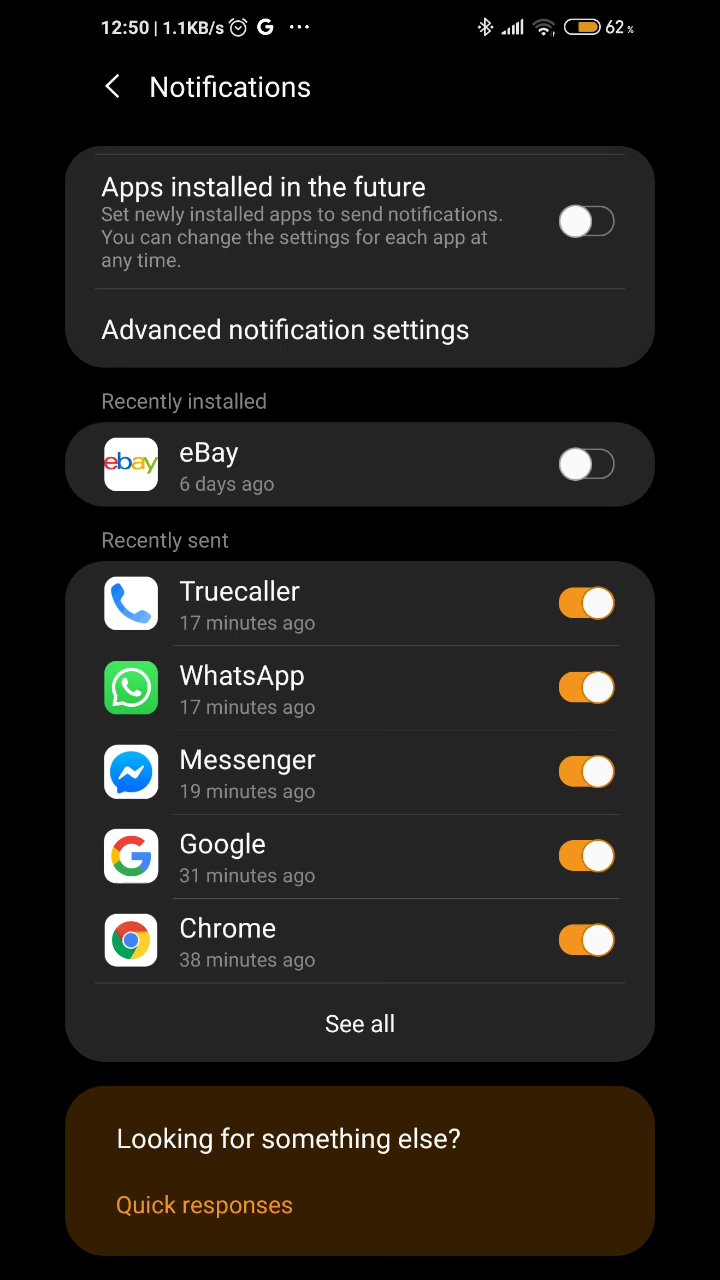 12:50 | 1.1KB/s G ... 62%
Notifications
Apps installed in the future
Set newly installed apps to send notifications.
You can change the settings for each app at
any time.
Advanced notification settings
Recently installed
ebay
eBay
6 days ago
Recently sent
Truecaller
17 minutes ago
WhatsApp
17 minutes ago
Messenger
19 minutes ago
G
Google
31 minutes ago
Chrome
38 minutes ago
See all
Looking for something else?
Quick responses